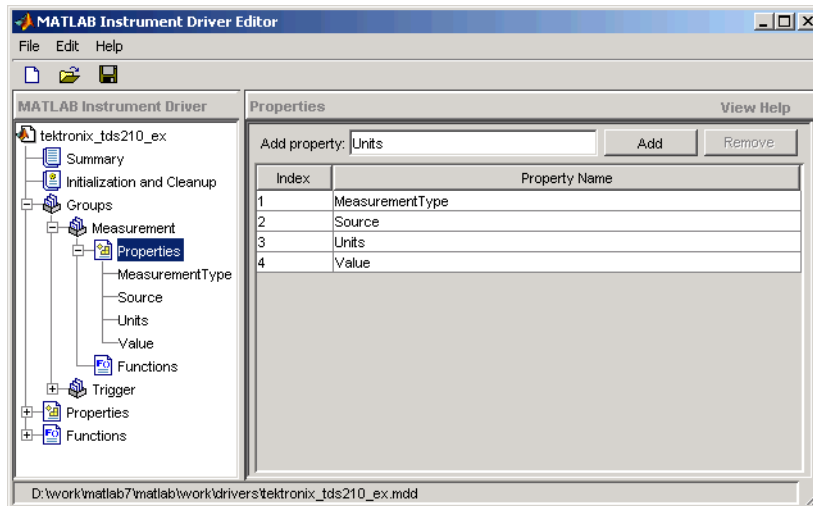 MATLAB Instrument Driver Editor
File Edit Help
MATLAB Instrument Driver
Properties
View Help
tektronix_tds210_ex
Summary
Initialization and Cleanup
Groups
Measurement
Properties
MeasurementType
Source
Units
Value
Functions
Trigger
Properties
Functions
Add property: Units Add Remove
Index Property Name
1 MeasurementType
2 Source
3 Units
4 Value
D:\work\matlab7\matlab\work\drivers\tektronix_tds210_ex.mdd